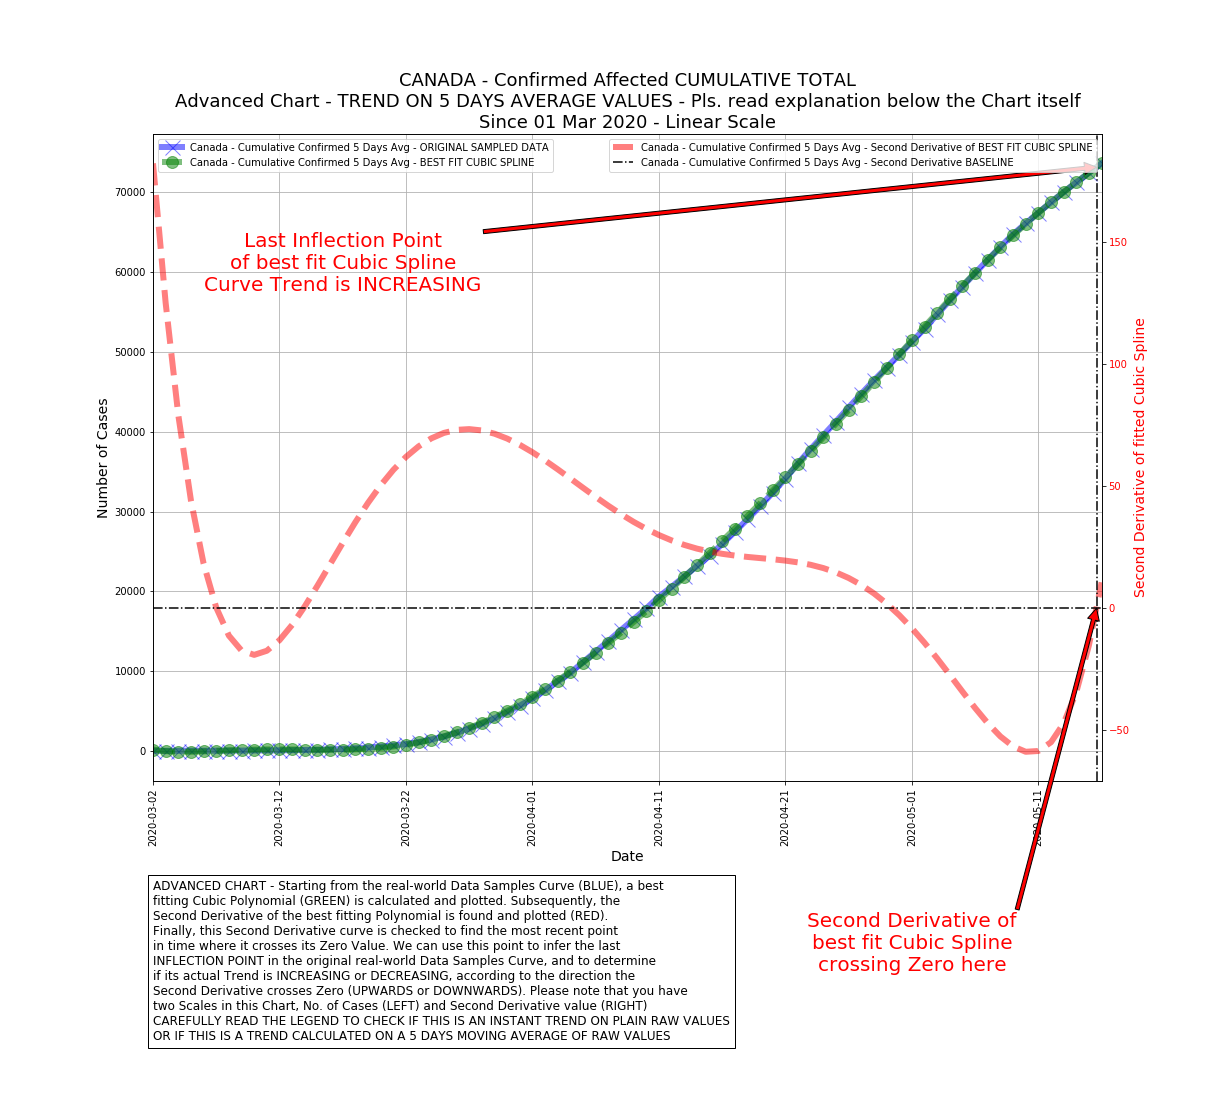 CANADA - Confirmed Affected CUMULATIVE TOTAL
Advanced Chart - TREND ON 5 DAYS AVERAGE VALUES - Pls. read explanation below the Chart itself
Since 01 Mar 2020 - Linear Scale
Canada - Cumulative Confirmed 5 Days Avg - ORIGINAL SAMPLED DATA
Canada - Cumulative Confirmed 5 Days Avg - BEST FIT CUBIC SPLINE
Canada - Cumulative Confirmed 5 Days Avg - Second Derivative of BEST FIT CUBIC SPLINE
Canada - Cumulative Confirmed 5 Days Avg - Second Derivative BASELINE
Last Inflection Point
of best fit Cubic Spline
Curve Trend is INCREASING
Number of Cases
70000
60000
50000
40000
30000
20000
10000
0
150
100
50
0
−50
Second Derivative of fitted Cubic Spline
2020-03-02
2020-03-12
2020-03-22
2020-04-01
2020-04-11
2020-04-21
2020-05-01
2020-05-11
Date
ADVANCED CHART - Starting from the real-world Data Samples Curve (BLUE), a best
fitting Cubic Polynomial (GREEN) is calculated and plotted. Subsequently, the
Second Derivative of the best fitting Polynomial is found and plotted (RED).
Finally, this Second Derivative curve is checked to find the most recent point
in time where it crosses its Zero Value. We can use this point to infer the last
INFLECTION POINT in the original real-world Data Samples Curve, and to determine
if its actual Trend is INCREASING or DECREASING, according to the direction the
Second Derivative crosses Zero (UPWARDS or DOWNWARDS). Please note that you have
two Scales in this Chart, No. of Cases (LEFT) and Second Derivative value (RIGHT)
CAREFULLY READ THE LEGEND TO CHECK IF THIS IS AN INSTANT TREND ON PLAIN RAW VALUES
OR IF THIS IS A TREND CALCULATED ON A 5 DAYS MOVING AVERAGE OF RAW VALUES
Second Derivative of
best fit Cubic Spline
crossing Zero here